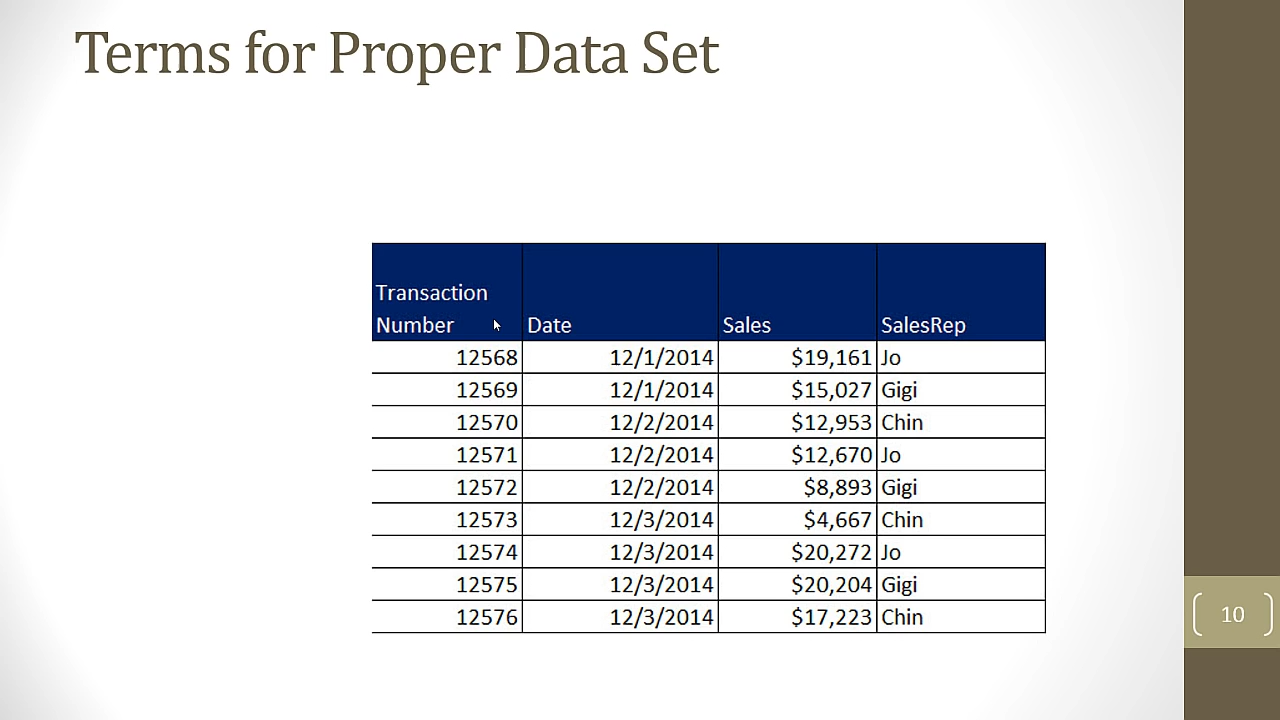 Terms for Proper Data Set
Transaction
Number Date Sales SalesRep
12568 12/1/2014 $19,161 Jo
12569 12/1/2014 $15,027 Gigi
12570 12/2/2014 $12,953 Chin
12571 12/2/2014 $12,670 Jo
12572 12/2/2014 $8,893 Gigi
12573 12/3/2014 $4,667 Chin
12574 12/3/2014 $20,272 Jo
12575 12/3/2014 $20,204 Gigi
12576 12/3/2014 $17,223 Chin
10